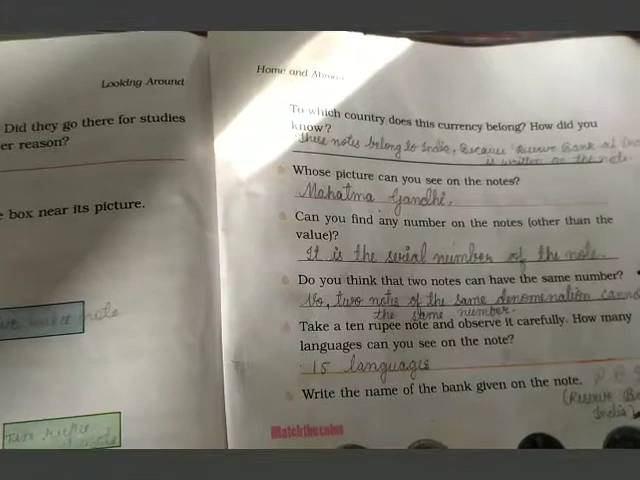 Looking Around
Did they go there for studies
er reason?
e box near its picture.
note
Ten rupee
note
Home and Abroad
To which country does this currency belong? How did you
know?
These notes belong to India, Because 'Reserve Bank of Ind
is written on the note.
Whose picture can you see on the notes?
Mahatma Gandhi.
Can you find any number on the notes (other than the
value)?
It is the serial number of the note.
Do you think that two notes can have the same number?
No, two notes of the same denomenation canno
the same number.
Take a ten rupee note and observe it carefully. How many
languages can you see on the note?
15 languages
Write the name of the bank given on the note.
(Reserve Ba
India)
Match the coins